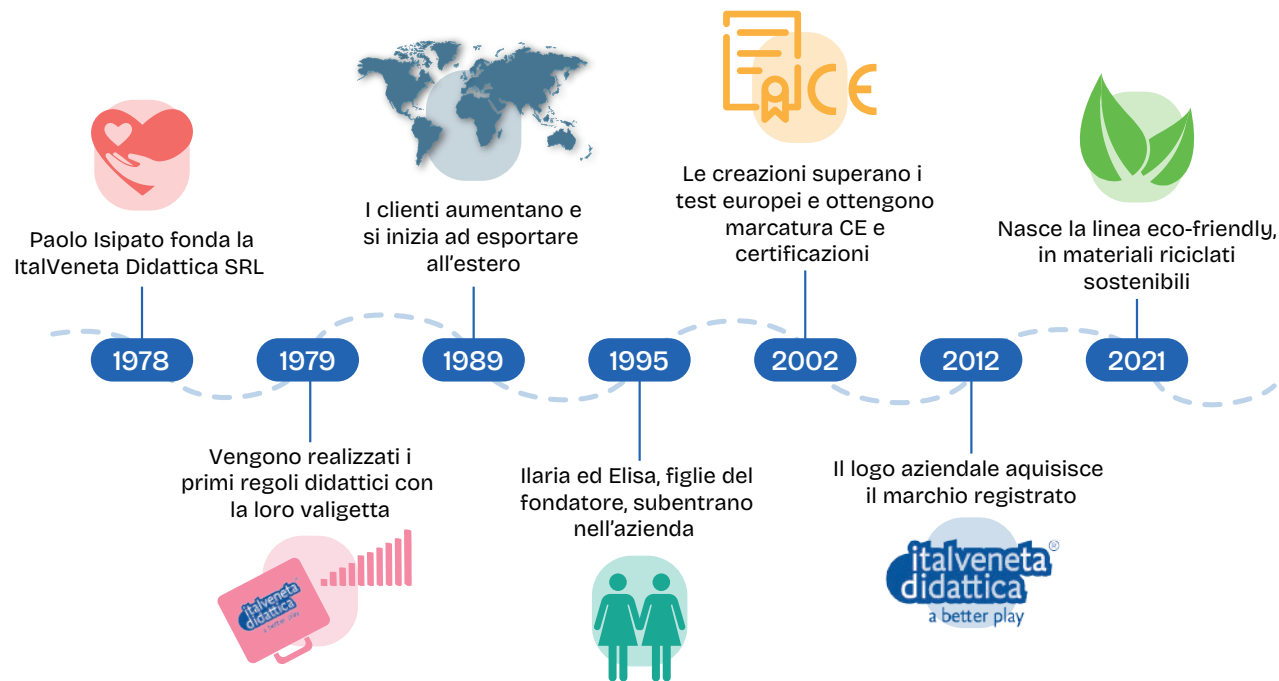 CE
Paolo Isipato fonda la
ItalVeneta Didattica SRL
I clienti aumentano e
si inizia ad esportare
all'estero
Le creazioni superano i
test europei e ottengono
marcatura CE e
certificazioni
Nasce la linea eco-friendly,
in materiali riciclati
sostenibili
1978
1979
1989
1995
2002
2012
2021
Vengono realizzati i
primi regoli didattici con
la loro valigetta
italveneta
didattica
a better play
Ilaria ed Elisa, figlie del
fondatore, subentrano
nell'azienda
Il logo aziendale aquisisce
il marchio registrato
italveneta®
didattica
a better play